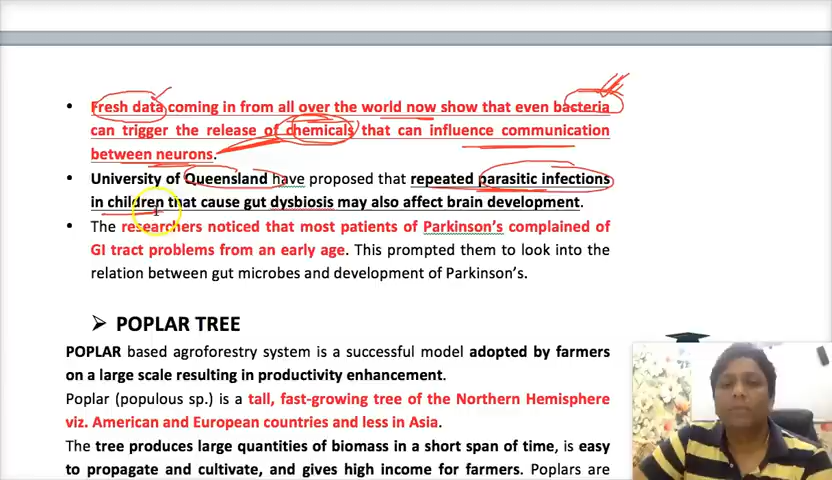 • Fresh data coming in from all over the world now show that even bacteria
can trigger the release of chemicals that can influence communication
between neurons.
• University of Queensland have proposed that repeated parasitic infections
in children that cause gut dysbiosis may also affect brain development.
• The researchers noticed that most patients of Parkinson's complained of
GI tract problems from an early age. This prompted them to look into the
relation between gut microbes and development of Parkinson's.
➢ POPLAR TREE
POPLAR based agroforestry system is a successful model adopted by farmers
on a large scale resulting in productivity enhancement.
Poplar (populous sp.) is a tall, fast-growing tree of the Northern Hemisphere
viz. American and European countries and less in Asia.
The tree produces large quantities of biomass in a short span of time, is easy
to propagate and cultivate, and gives high income for farmers. Poplars are